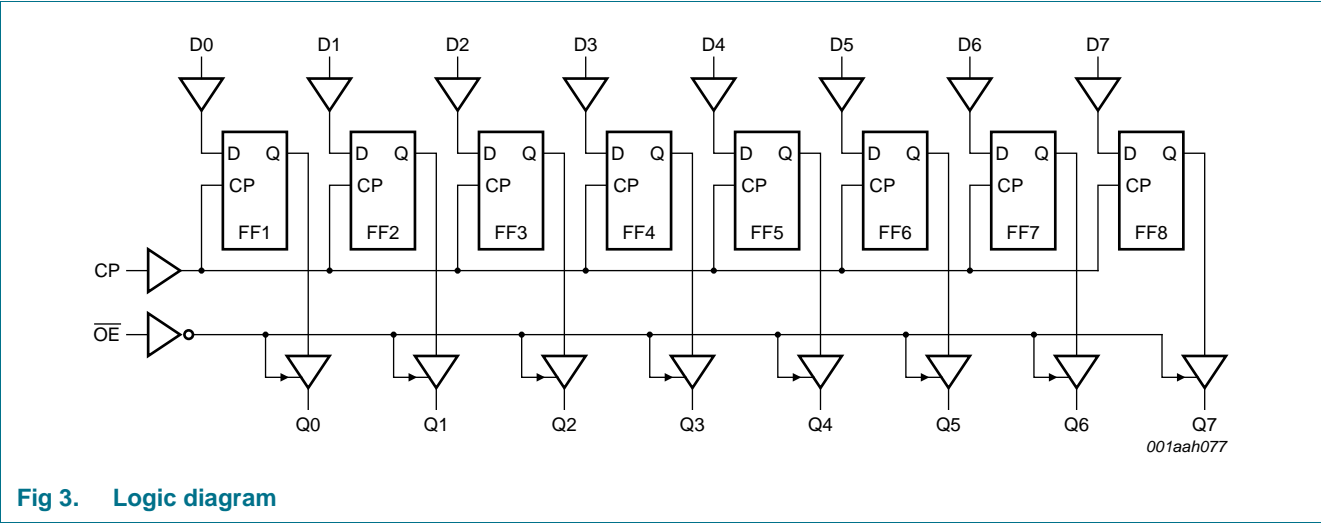 D0 D1 D2 D3 D4 D5 D6 D7
D Q D Q D Q D Q D Q D Q D Q D Q
CP CP CP CP CP CP CP CP
FF1 FF2 FF3 FF4 FF5 FF6 FF7 FF8
CP
O̅E̅
Q0 Q1 Q2 Q3 Q4 Q5 Q6 Q7
001aah077
Fig 3. Logic diagram